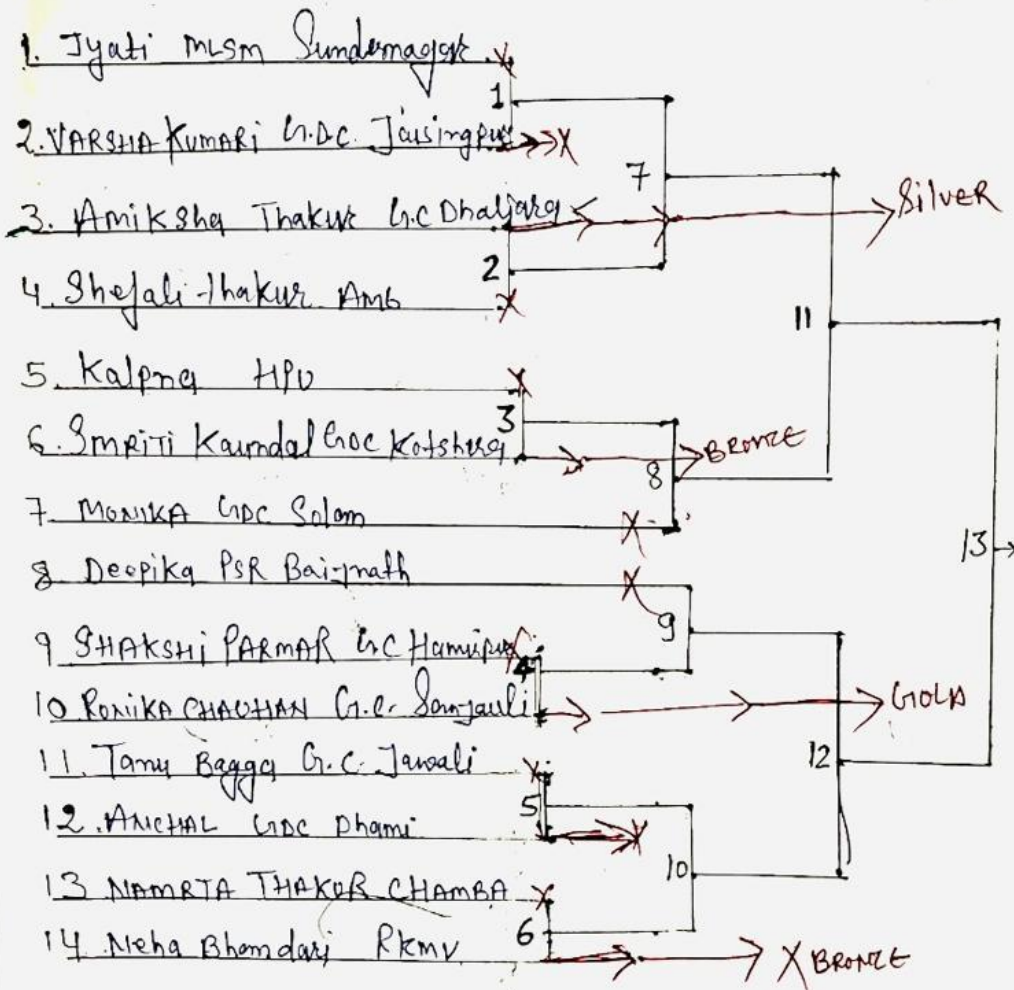 1. Jyati MLSM Sundernagar X
1
2. VARSHA KUMARI G.D.C. Jaisingpur X
7
3. Amiksha Thakur G.C Dhaliara
Silver
2
4. Shefali Thakur Amb X
11
5. Kalpna HPU X
3
6. SMRITI Kaundal GDC Kotshera
BRONZE
8
7 MONIKA GDC Solan X
13
8 Deepika PSR Baijnath X
9
9 SHAKSHI PARMAR G.C Hamirpur X
4
10 RONIKA CHAUHAN G.C. Sanjauli
GOLD
11. Tanu Bagga G.C. Jawali X
12
5
12. ANCHAL GDC Dhami X
10
13 NAMRTA THAKUR CHAMBA X
6
14 Neha Bhandari RKMV X BRONZE